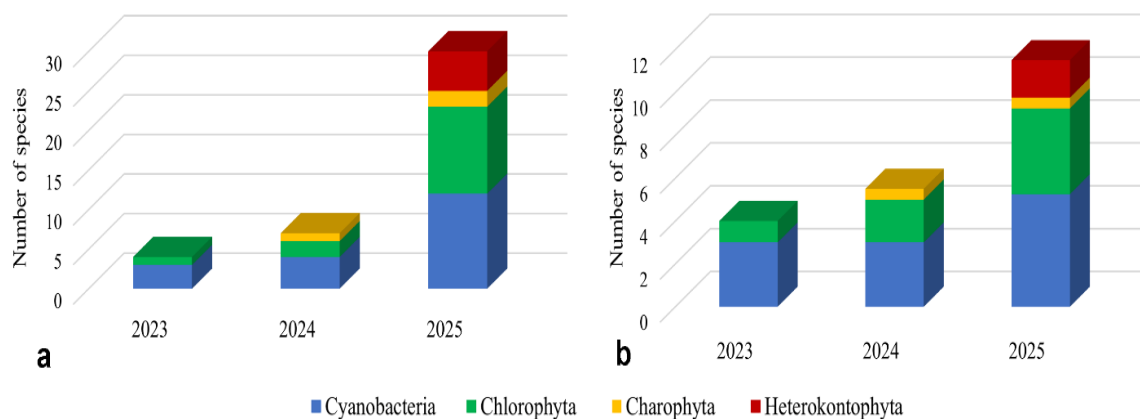 Number of species
30
25
20
15
10
5
0
2023 2024 2025
a
Number of species
12
10
8
6
4
2
0
2023 2024 2025
b
Cyanobacteria Chlorophyta Charophyta Heterokontophyta